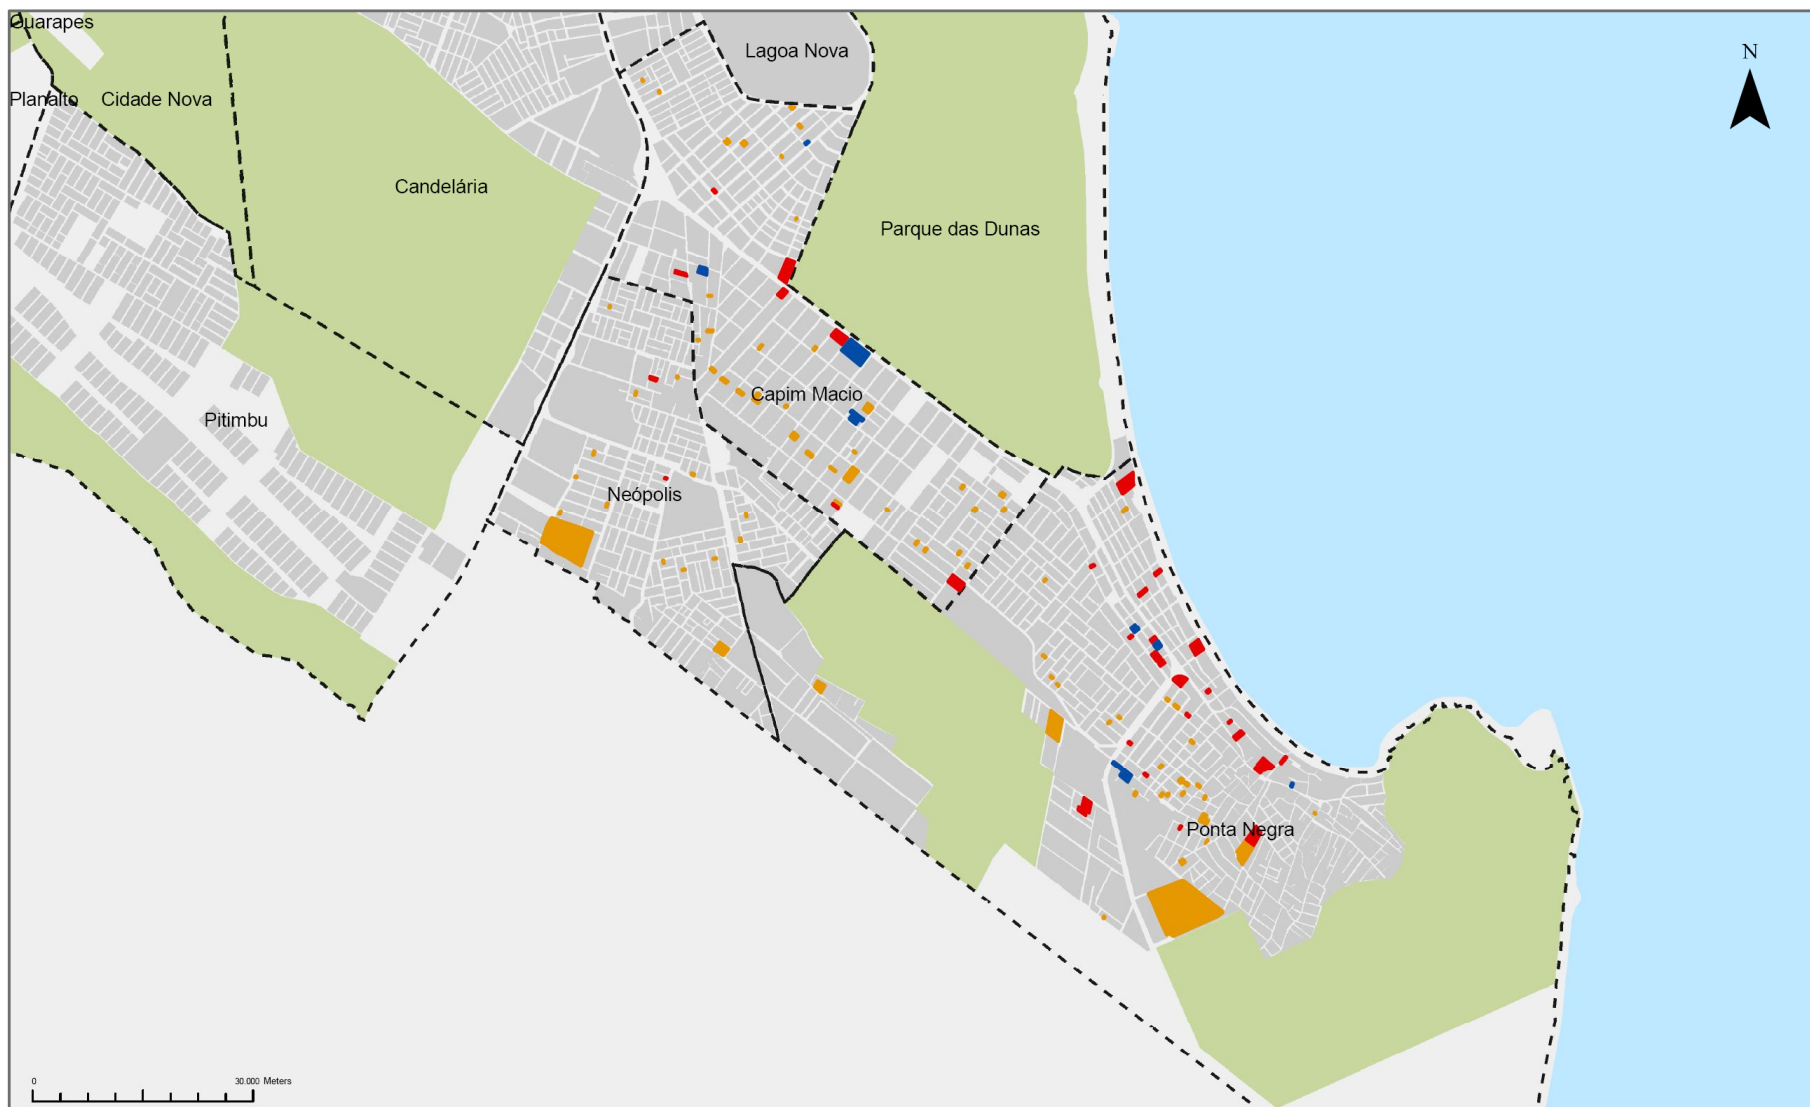 Guarapes
Lagoa Nova
N
Planalto
Cidade Nova
Candelária
Parque das Dunas
Capim Macio
Pitimbu
Neópolis
Ponta Negra
0
30.000 Meters